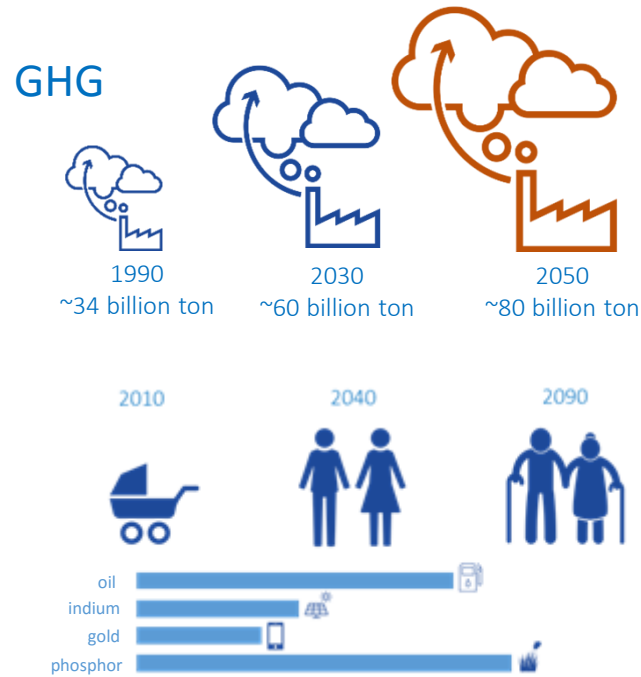 GHG
1990
~34 billion ton
2030
~60 billion ton
2050
~80 billion ton
2010
2040
2090
oil
indium
gold
phosphor